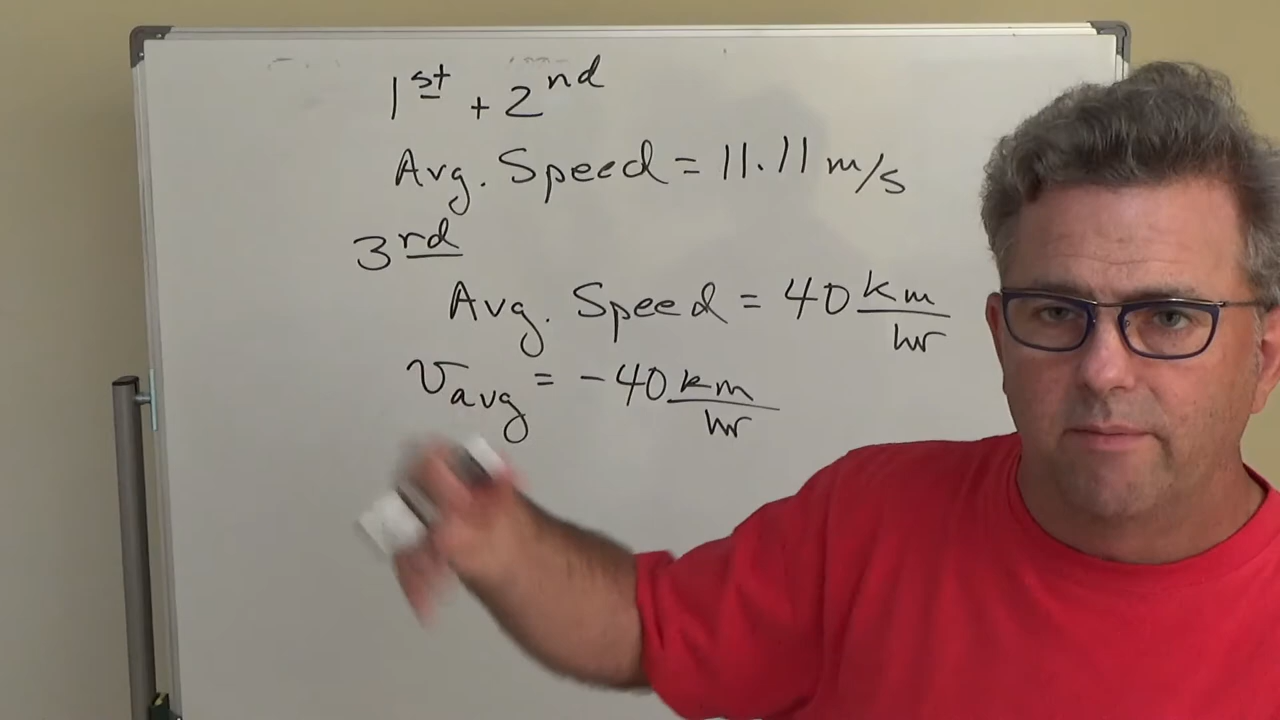 1st + 2nd
Avg. Speed = 11.11 m/s
3rd
Avg. Speed = 40 km/hr
vavg = -40 km/hr